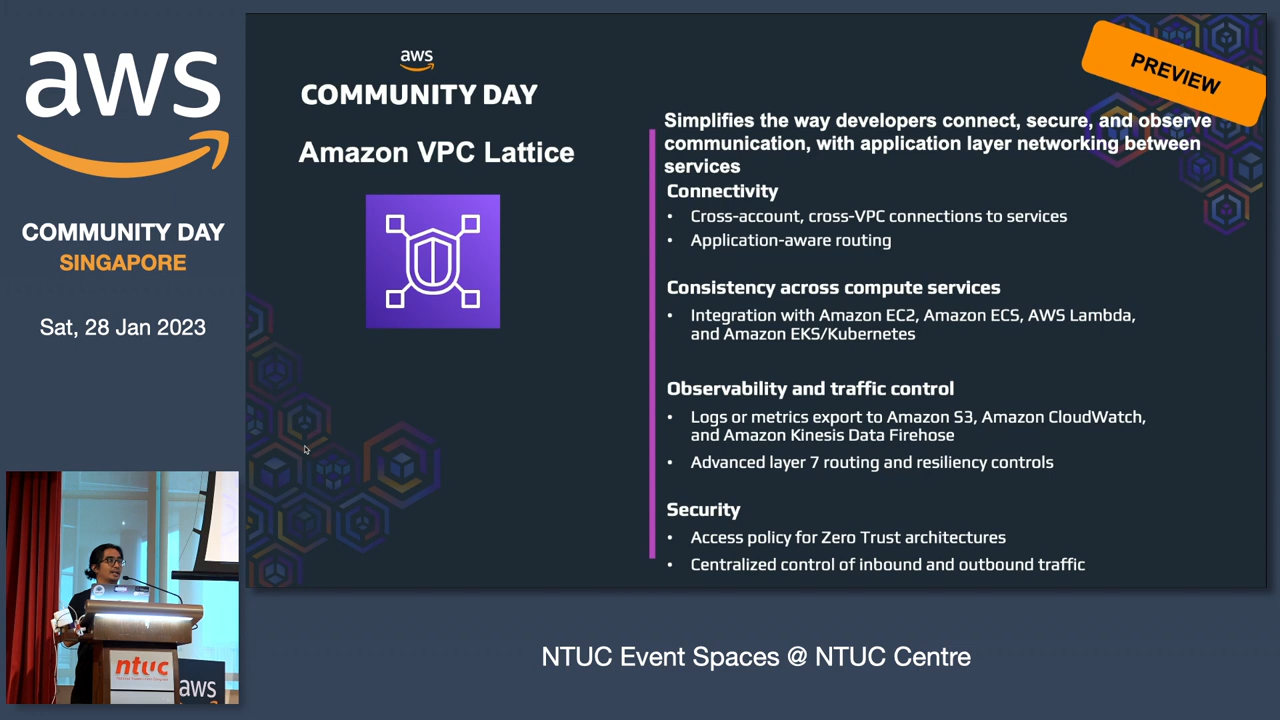 aws
COMMUNITY DAY
SINGAPORE
Sat, 28 Jan 2023
aws
COMMUNITY DAY
Amazon VPC Lattice
PREVIEW
Simplifies the way developers connect, secure, and observe
communication, with application layer networking between
services
Connectivity
• Cross-account, cross-VPC connections to services
• Application-aware routing
Consistency across compute services
• Integration with Amazon EC2, Amazon ECS, AWS Lambda,
and Amazon EKS/Kubernetes
Observability and traffic control
• Logs or metrics export to Amazon S3, Amazon CloudWatch,
and Amazon Kinesis Data Firehose
• Advanced layer 7 routing and resiliency controls
Security
• Access policy for Zero Trust architectures
• Centralized control of inbound and outbound traffic
ntuc
aws
NTUC Event Spaces @ NTUC Centre